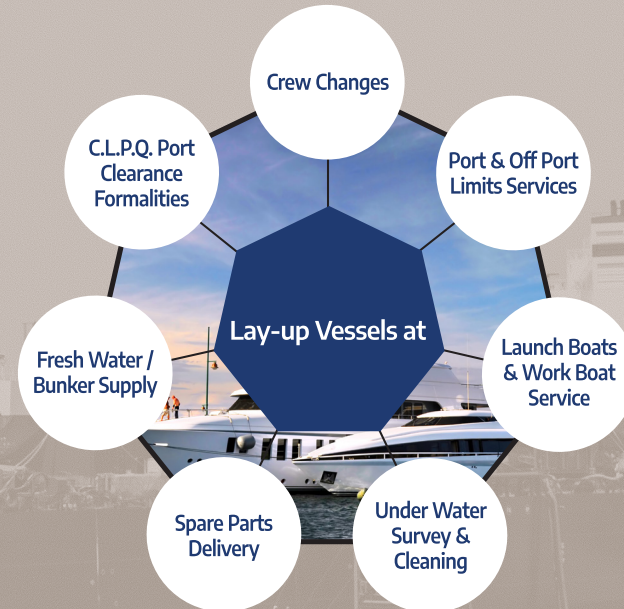 Crew Changes
Port & Off Port
Limits Services
Launch Boats
& Work Boat
Service
Under Water
Survey &
Cleaning
Spare Parts
Delivery
Fresh Water /
Bunker Supply
C.L.P.Q. Port
Clearance
Formalities
Lay-up Vessels at